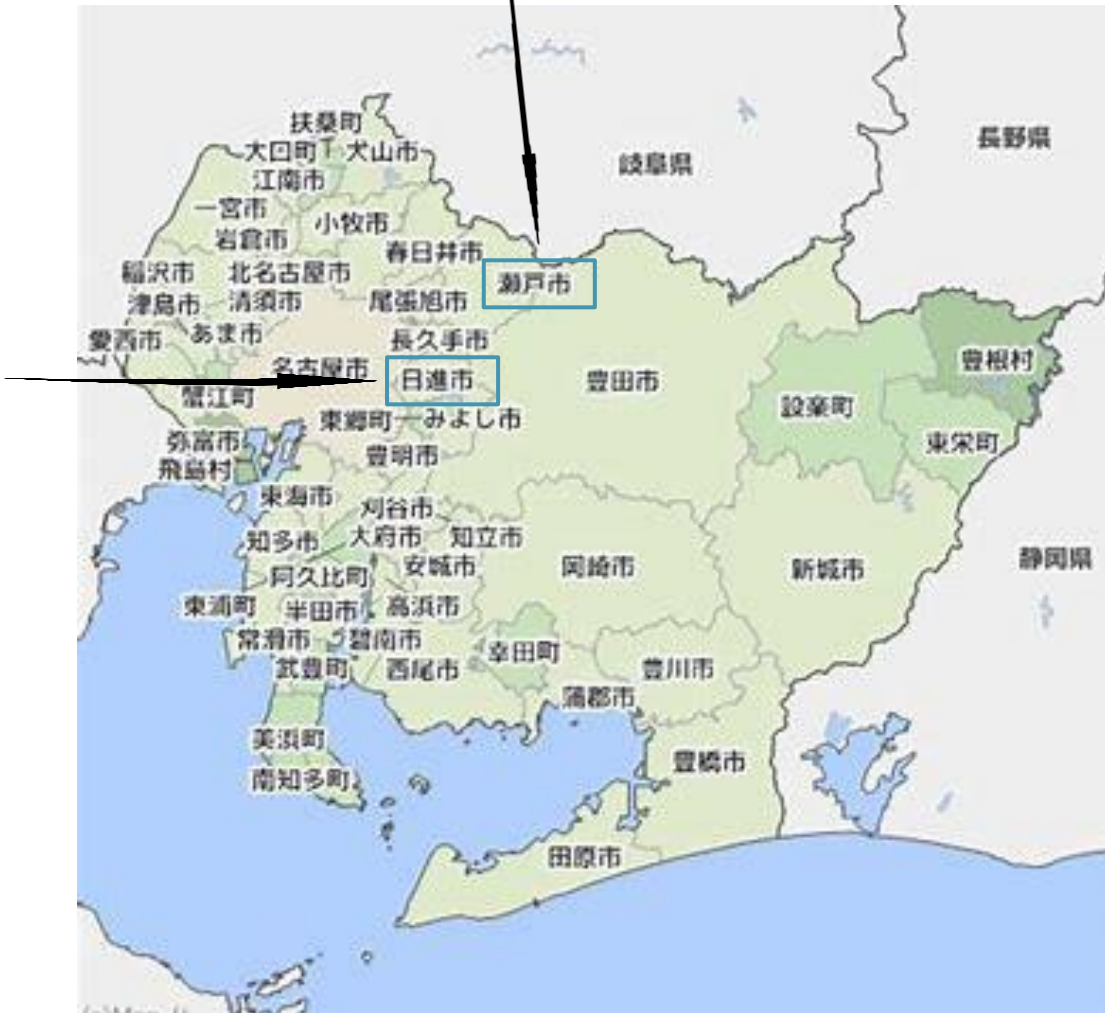 長野県
岐阜県
扶桑町
大口町 犬山市
江南市
一宮市 小牧市
岩倉市
春日井市
稲沢市 北名古屋市
瀬戸市
津島市 清須市 尾張旭市
愛西市 あま市 長久手市
名古屋市 日進市 豊田市
豊根村
蟹江町
設楽町
東郷町 みよし市
弥富市 豊明市
東栄町
飛島村
東海市 刈谷市
知多市 大府市 知立市
阿久比町 安城市 岡崎市 新城市
静岡県
東浦町 半田市 高浜市
常滑市 碧南市
武豊町 西尾市 幸田町 豊川市
蒲郡市
美浜町
豊橋市
南知多町
田原市